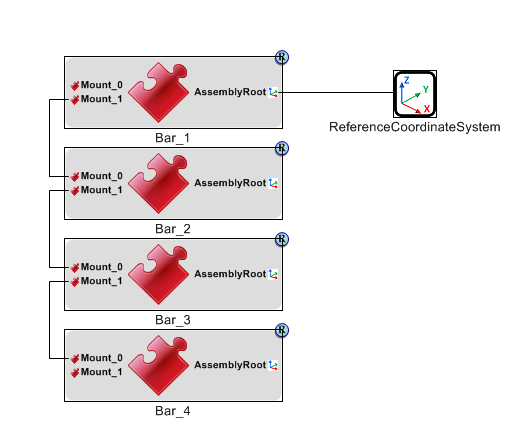 R
Mount_0
Mount_1
AssemblyRoot
Z
Y
X
Bar_1
ReferenceCoordinateSystem
R
Mount_0
Mount_1
AssemblyRoot
Bar_2
R
Mount_0
Mount_1
AssemblyRoot
Bar_3
R
Mount_0
Mount_1
AssemblyRoot
Bar_4